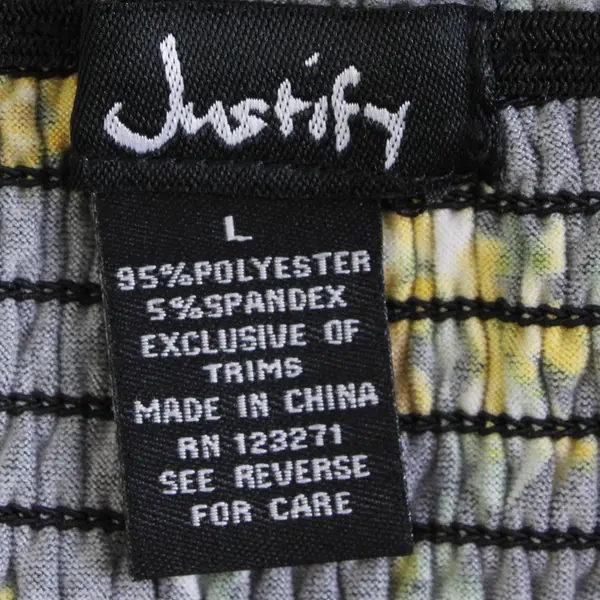 Justify
L
95%POLYESTER
5%SPANDEX
EXCLUSIVE OF
TRIMS
MADE IN CHINA
RN 123271
SEE REVERSE
FOR CARE